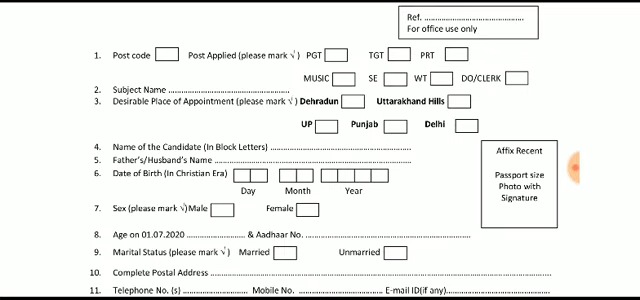 Ref. ............................................
For office use only
1. Post code Post Applied (please mark √ ) PGT TGT PRT
MUSIC SE WT DO/CLERK
2. Subject Name ....................................................
3. Desirable Place of Appointment (please mark √ ) Dehradun Uttarakhand Hills
UP Punjab Delhi
4. Name of the Candidate (In Block Letters) ............................................................
5. Father's/Husband's Name .....................................................................................
6. Date of Birth (In Christian Era)
Day Month Year
Affix Recent
Passport size
Photo with
Signature
7. Sex (please mark √) Male Female
8. Age on 01.07.2020 ......................... & Aadhaar No. .......................................................................
9. Marital Status (please mark √ ) Married Unmarried
10. Complete Postal Address ..............................................................................................................
11. Telephone No. (s) ............................ Mobile No. .................................... E-mail ID(if any).............................................